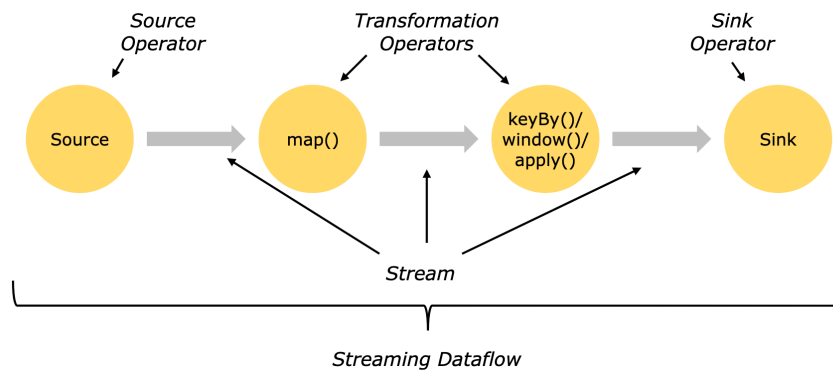 Source
Operator
Transformation
Operators
Sink
Operator
Source
map()
keyBy()/
window()/
apply()
Sink
Stream
Streaming Dataflow